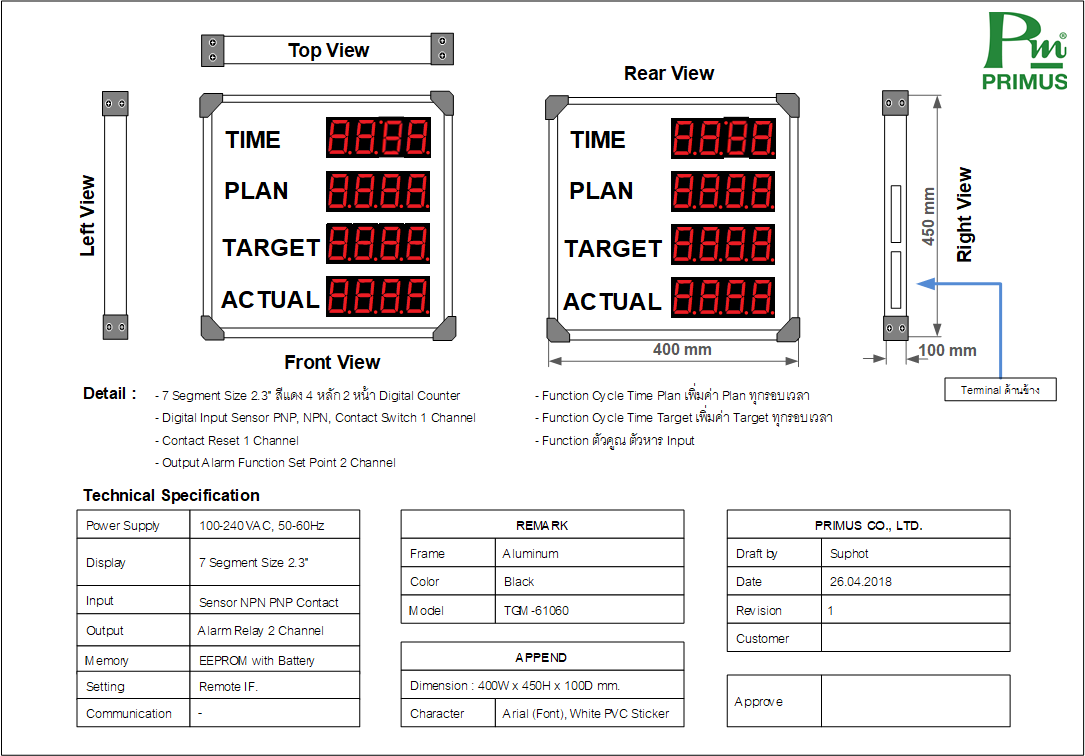 Top View
Pm®
PRIMUS
Rear View
TIME 8.8.8.8.
PLAN 8.8.8.8.
TARGET 8.8.8.8.
ACTUAL 8.8.8.8.
Left View
Front View
TIME 8.8.8.8.
PLAN 8.8.8.8.
TARGET 8.8.8.8.
ACTUAL 8.8.8.8.
400 mm
450 mm
Right View
100 mm
Terminal ด้านข้าง
Detail :
- 7 Segment Size 2.3" สีแดง 4 หลัก 2 หน้า Digital Counter
- Digital Input Sensor PNP, NPN, Contact Switch 1 Channel
- Contact Reset 1 Channel
- Output Alarm Function Set Point 2 Channel
- Function Cycle Time Plan เพิ่มค่า Plan ทุกรอบเวลา
- Function Cycle Time Target เพิ่มค่า Target ทุกรอบเวลา
- Function ตัวคูณ ตัวหาร Input
Technical Specification
Power Supply 100-240 VAC, 50-60Hz
Display 7 Segment Size 2.3"
Input Sensor NPN PNP Contact
Output Alarm Relay 2 Channel
Memory EEPROM with Battery
Setting Remote IF.
Communication -
REMARK
Frame Aluminum
Color Black
Model TGM-61060
APPEND
Dimension : 400W x 450H x 100D mm.
Character Arial (Font), White PVC Sticker
PRIMUS CO., LTD.
Draft by Suphot
Date 26.04.2018
Revision 1
Customer
Approve